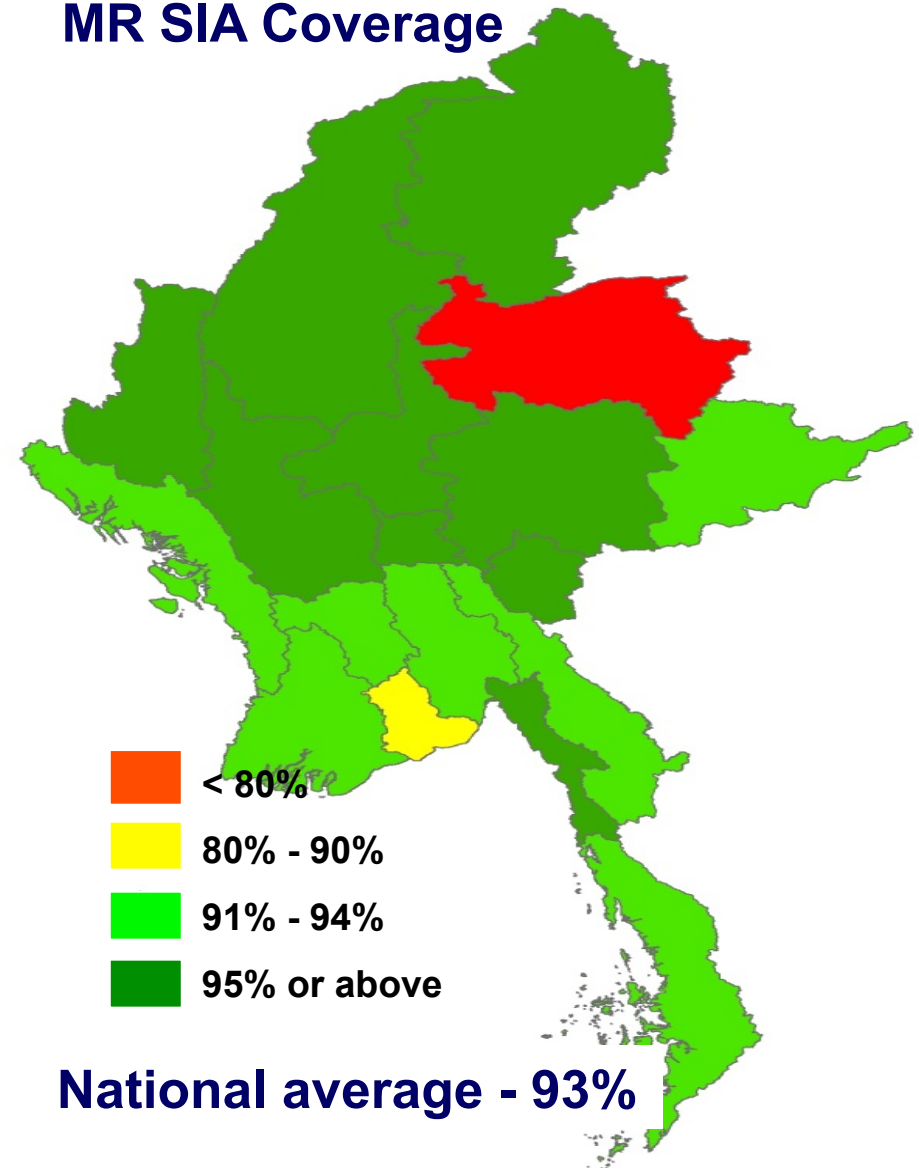 MR SIA Coverage
< 80%
80% - 90%
91% - 94%
95% or above
National average - 93%